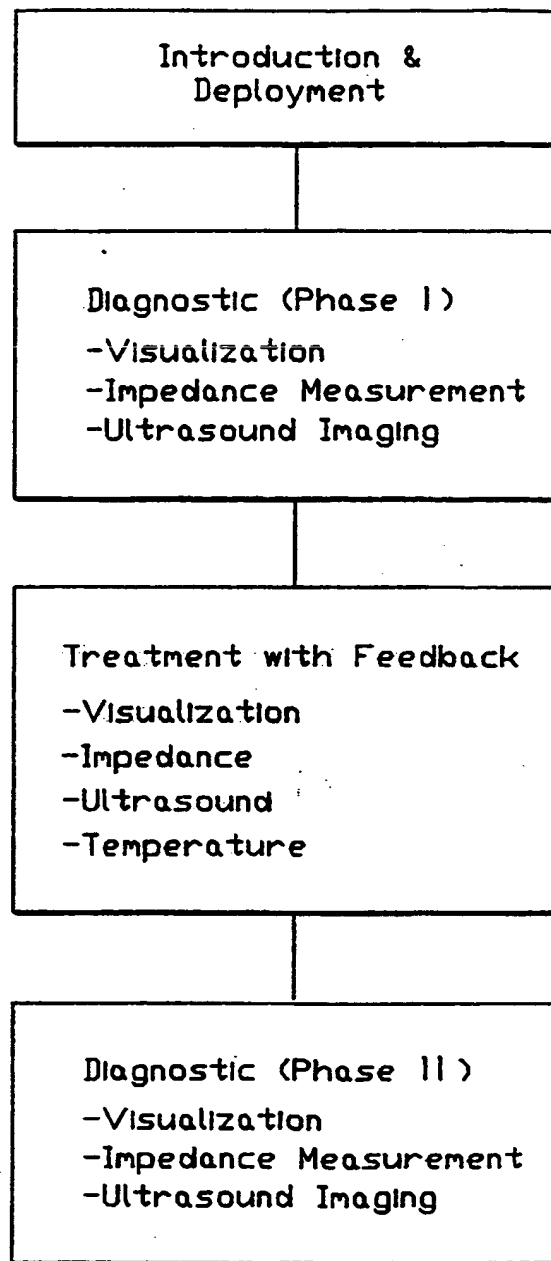 Introduction &
Deployment
Diagnostic (Phase I)
-Visualization
-Impedance Measurement
-Ultrasound Imaging
Treatment with Feedback
-Visualization
-Impedance
-Ultrasound
-Temperature
Diagnostic (Phase II)
-Visualization
-Impedance Measurement
-Ultrasound Imaging